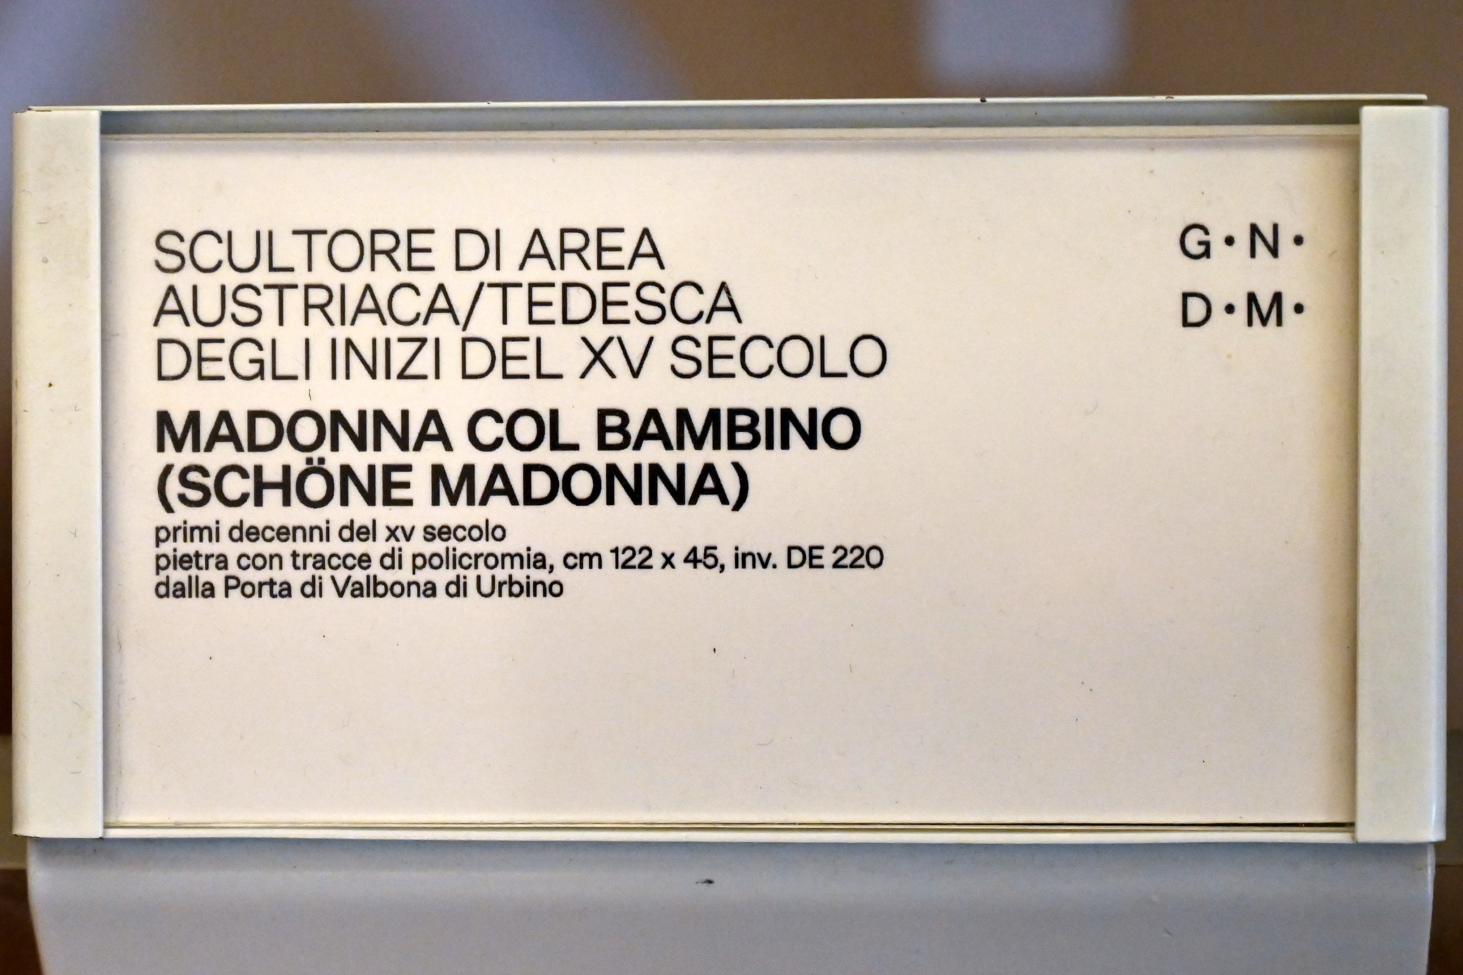 SCULTORE DI AREA
AUSTRIACA/TEDESCA
DEGLI INIZI DEL XV SECOLO
MADONNA COL BAMBINO
(SCHÖNE MADONNA)
primi decenni del xv secolo
pietra con tracce di policromia, cm 122 x 45, inv. DE 220
dalla Porta di Valbona di Urbino
G·N·
D·M·